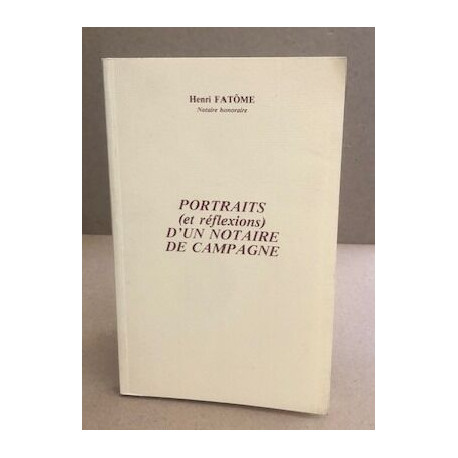 Henri FATÔME
Notaire honoraire
PORTRAITS
(et réflexions)
D'UN NOTAIRE
DE CAMPAGNE